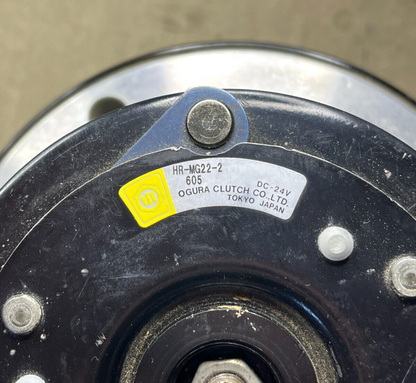 HR-MG22-2
605 DC-24V
OGURA CLUTCH CO.,LTD.
TOKYO JAPAN